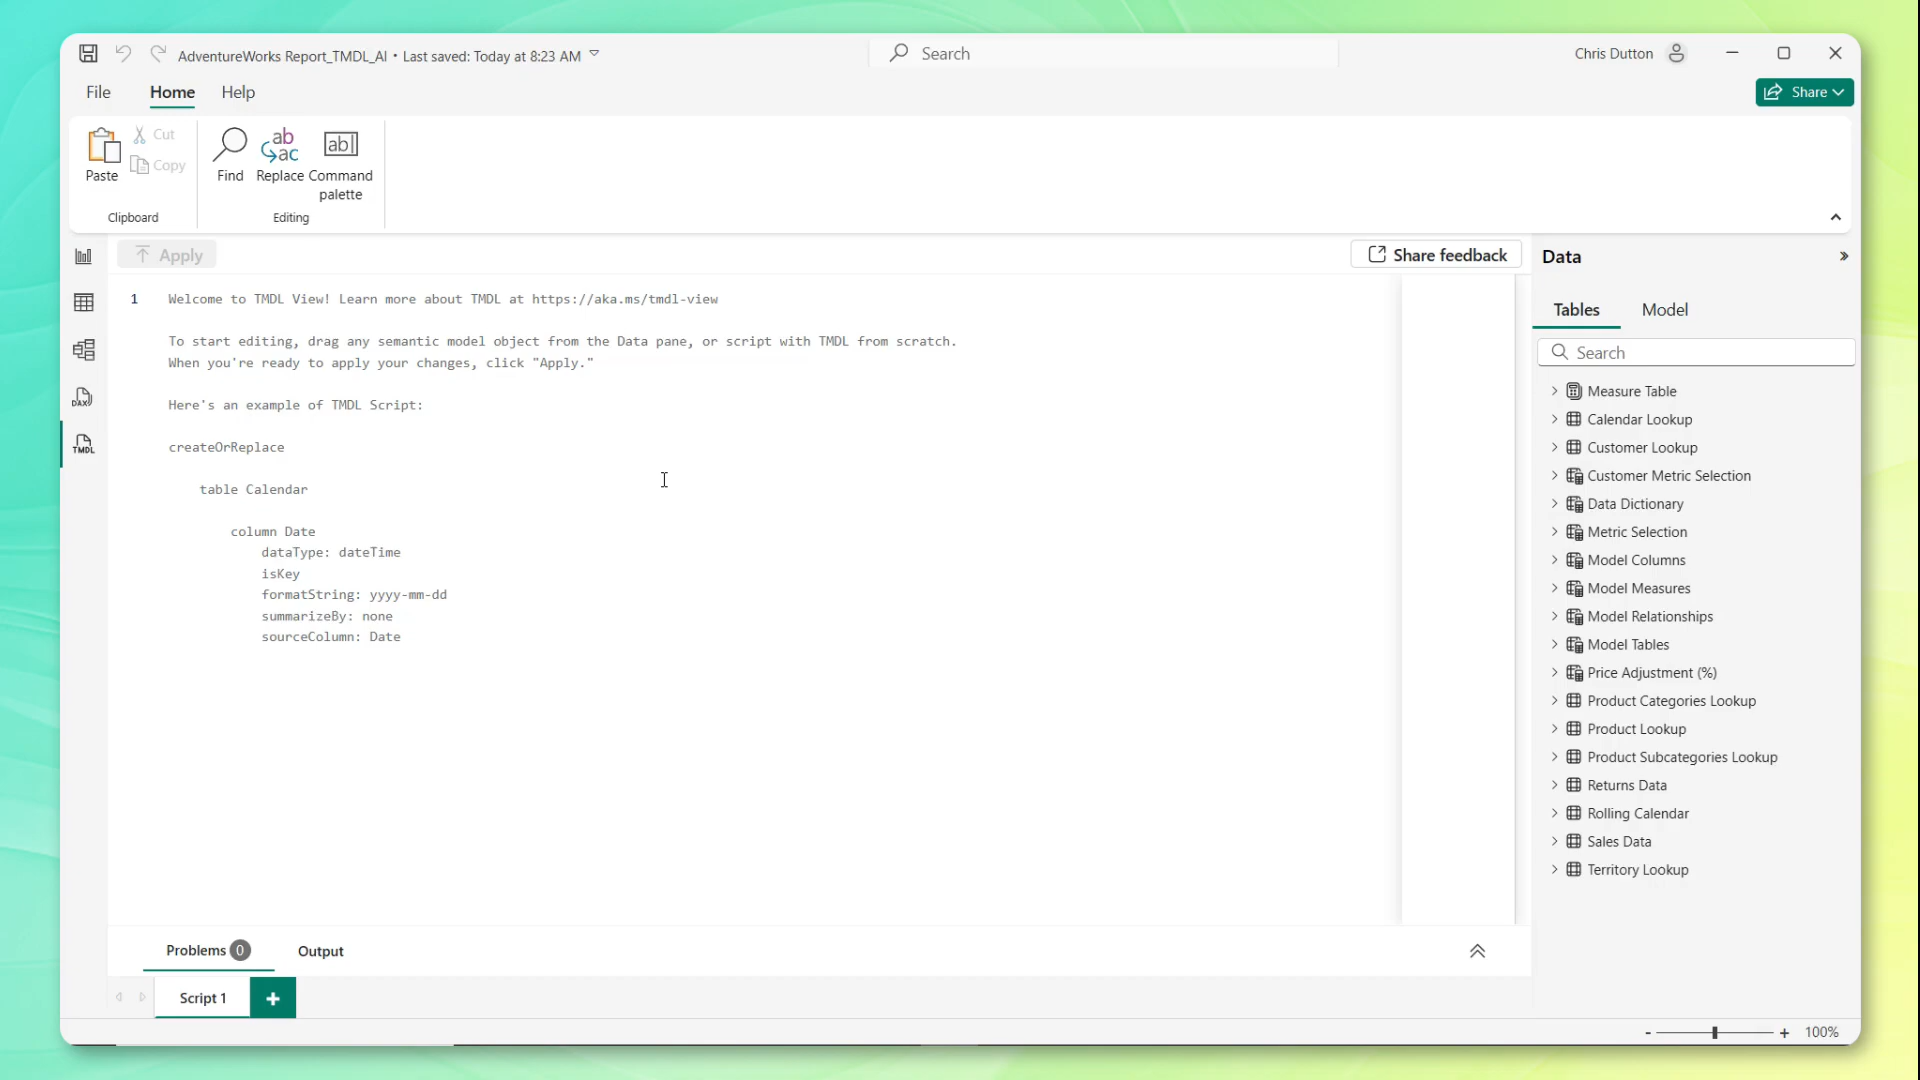 AdventureWorks Report_TMDL_AI • Last saved: Today at 8:23 AM
Search
Chris Dutton
File
Home
Help
Share
Paste
Cut
Copy
Clipboard
Find
ab
ac
Replace
ab
Command
palette
Editing
Apply
Share feedback
DAX
TMDL
1
Welcome to TMDL View! Learn more about TMDL at https://aka.ms/tmdl-view
To start editing, drag any semantic model object from the Data pane, or script with TMDL from scratch.
When you're ready to apply your changes, click "Apply."
Here's an example of TMDL Script:
createOrReplace
table Calendar
column Date
dataType: dateTime
isKey
formatString: yyyy-mm-dd
summarizeBy: none
sourceColumn: Date
Data
Tables
Model
Search
Measure Table
Calendar Lookup
Customer Lookup
Customer Metric Selection
Data Dictionary
Metric Selection
Model Columns
Model Measures
Model Relationships
Model Tables
Price Adjustment (%)
Product Categories Lookup
Product Lookup
Product Subcategories Lookup
Returns Data
Rolling Calendar
Sales Data
Territory Lookup
Problems 0
Output
Script 1
+
- + 100%